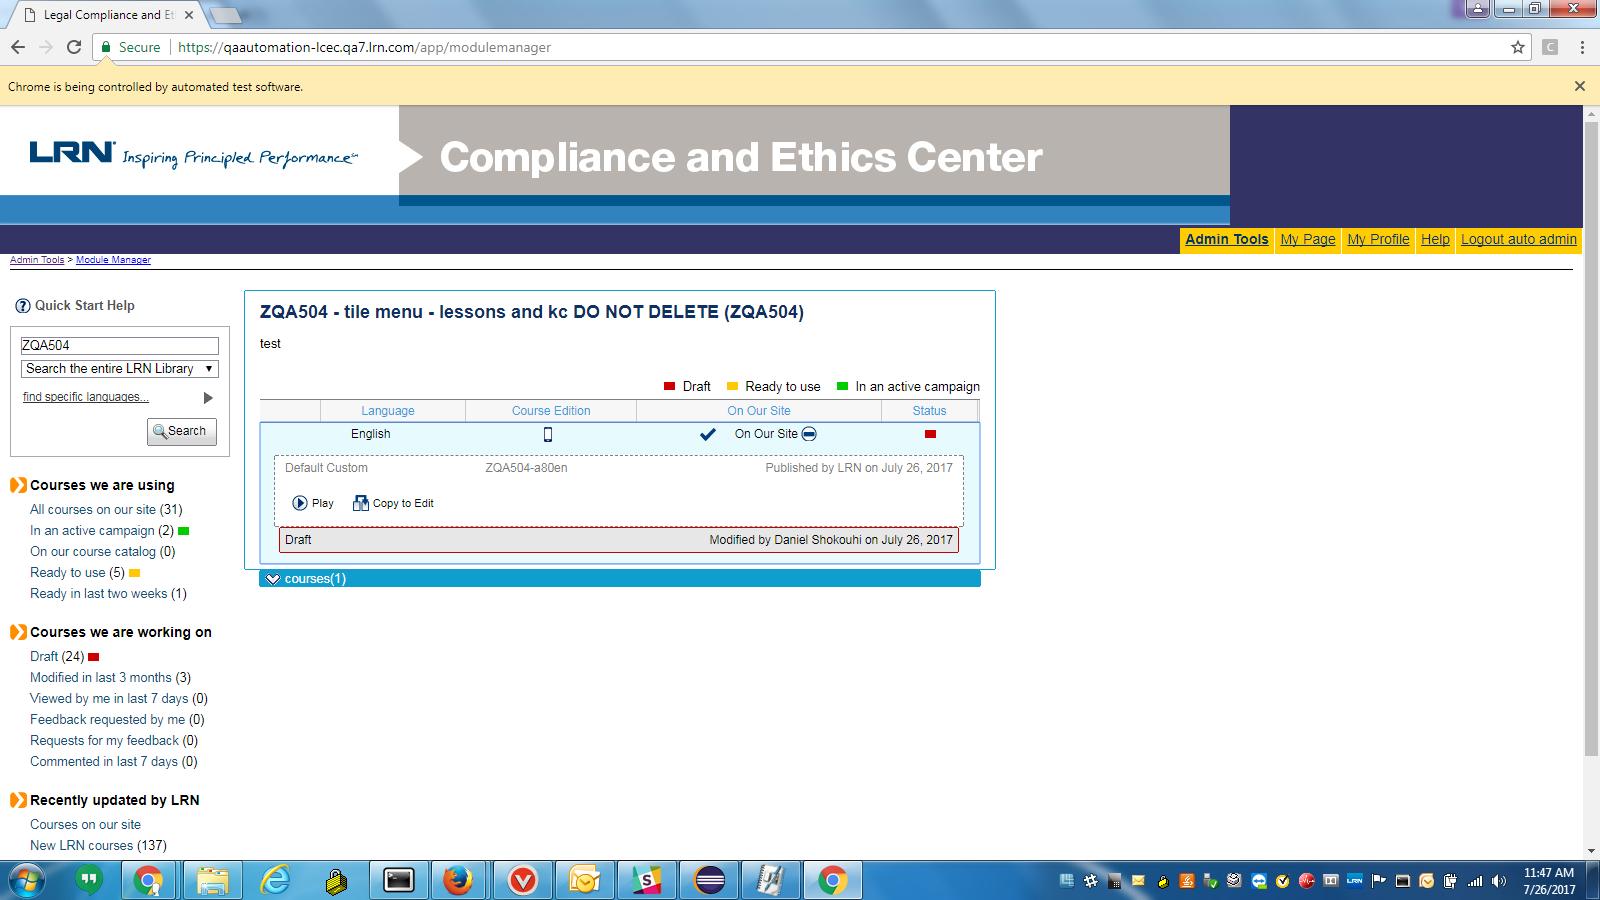 Legal Compliance and Et
Secure https://qaautomation-lcec.qa7.lrn.com/app/modulemanager
Chrome is being controlled by automated test software.
LRN Inspiring Principled Performance℠
Compliance and Ethics Center
Admin Tools My Page My Profile Help Logout auto admin
Admin Tools > Module Manager
Quick Start Help
ZQA504
Search the entire LRN Library
find specific languages...
Search
Courses we are using
All courses on our site (31)
In an active campaign (2)
On our course catalog (0)
Ready to use (5)
Ready in last two weeks (1)
Courses we are working on
Draft (24)
Modified in last 3 months (3)
Viewed by me in last 7 days (0)
Feedback requested by me (0)
Requests for my feedback (0)
Commented in last 7 days (0)
Recently updated by LRN
Courses on our site
New LRN courses (137)
ZQA504 - tile menu - lessons and kc DO NOT DELETE (ZQA504)
test
Draft Ready to use In an active campaign
Language Course Edition On Our Site Status
English On Our Site
Default Custom ZQA504-a80en Published by LRN on July 26, 2017
Play Copy to Edit
Draft Modified by Daniel Shokouhi on July 26, 2017
courses(1)
11:47 AM
7/26/2017